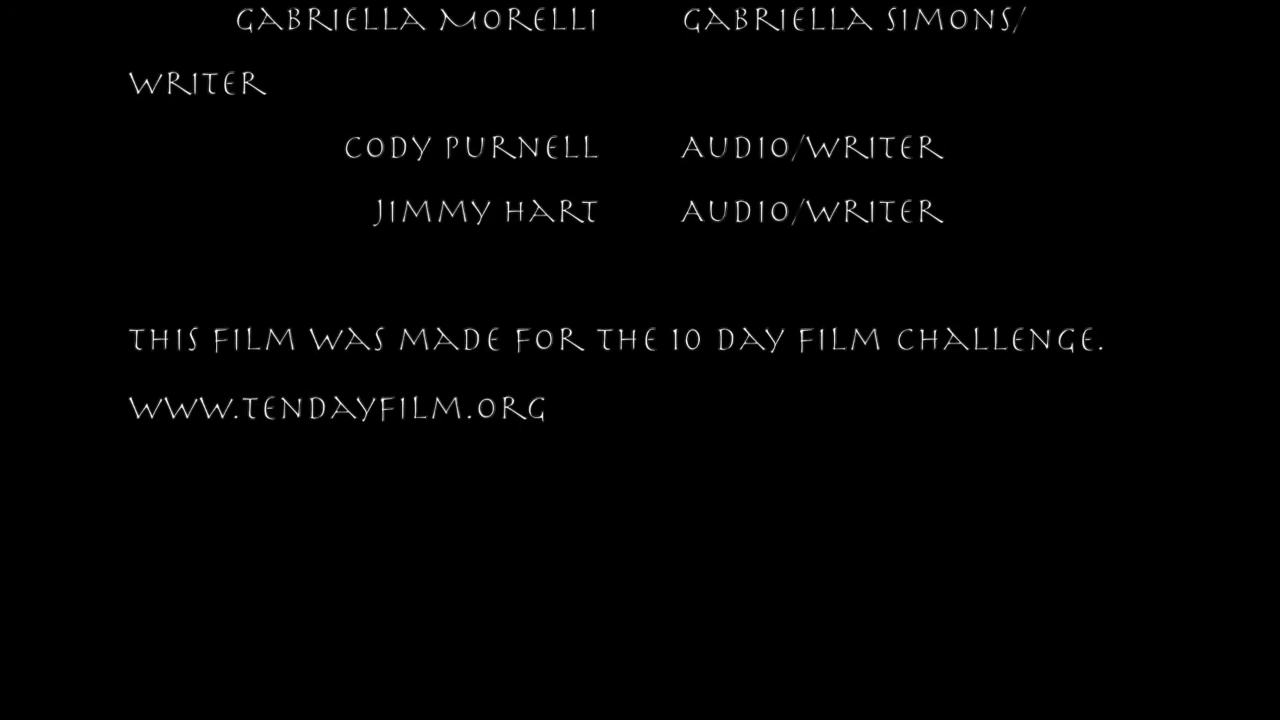 GABRIELLA MORELLI GABRIELLA SIMONS/
WRITER
CODY PURNELL AUDIO/WRITER
JIMMY HART AUDIO/WRITER
THIS FILM WAS MADE FOR THE 10 DAY FILM CHALLENGE.
WWW.TENDAYFILM.ORG